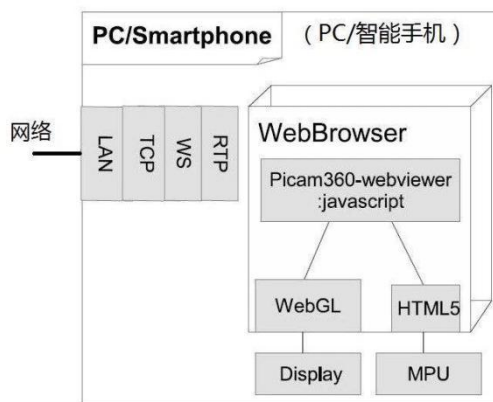 PC/Smartphone （PC/智能手机）
网络
LAN
TCP
WS
RTP
WebBrowser
Picam360-webviewer
:javascript
WebGL
HTML5
Display
MPU